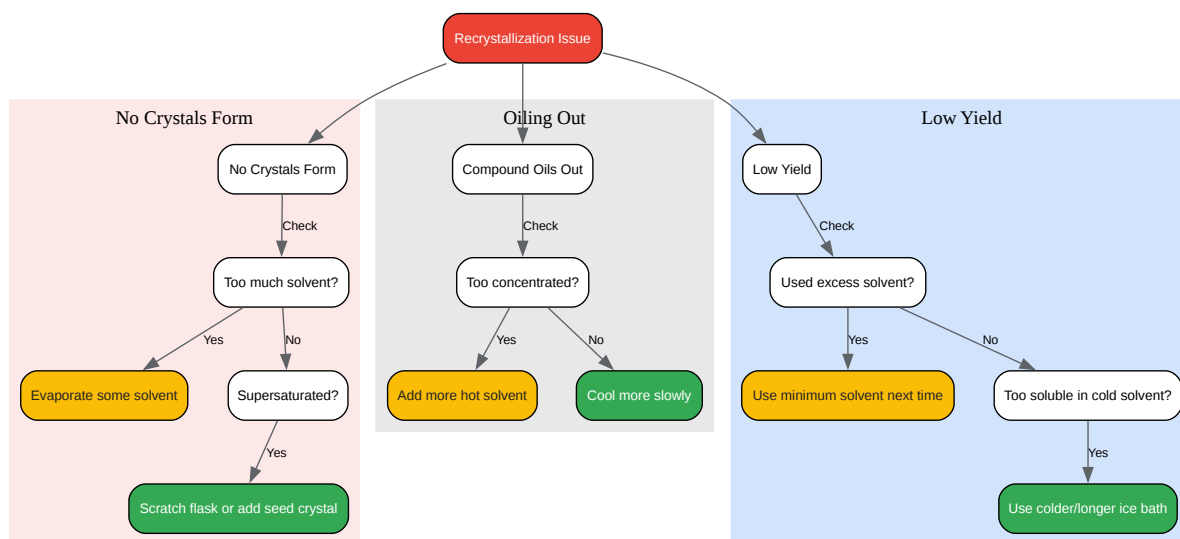 Recrystallization Issue
No Crystals Form
Oiling Out
Low Yield
No Crystals Form
Compound Oils Out
Low Yield
Check
Check
Check
Too much solvent?
Too concentrated?
Used excess solvent?
Yes
No
Yes
No
Yes
No
Evaporate some solvent
Supersaturated?
Add more hot solvent
Cool more slowly
Use minimum solvent next time
Too soluble in cold solvent?
Yes
Yes
Scratch flask or add seed crystal
Use colder/longer ice bath